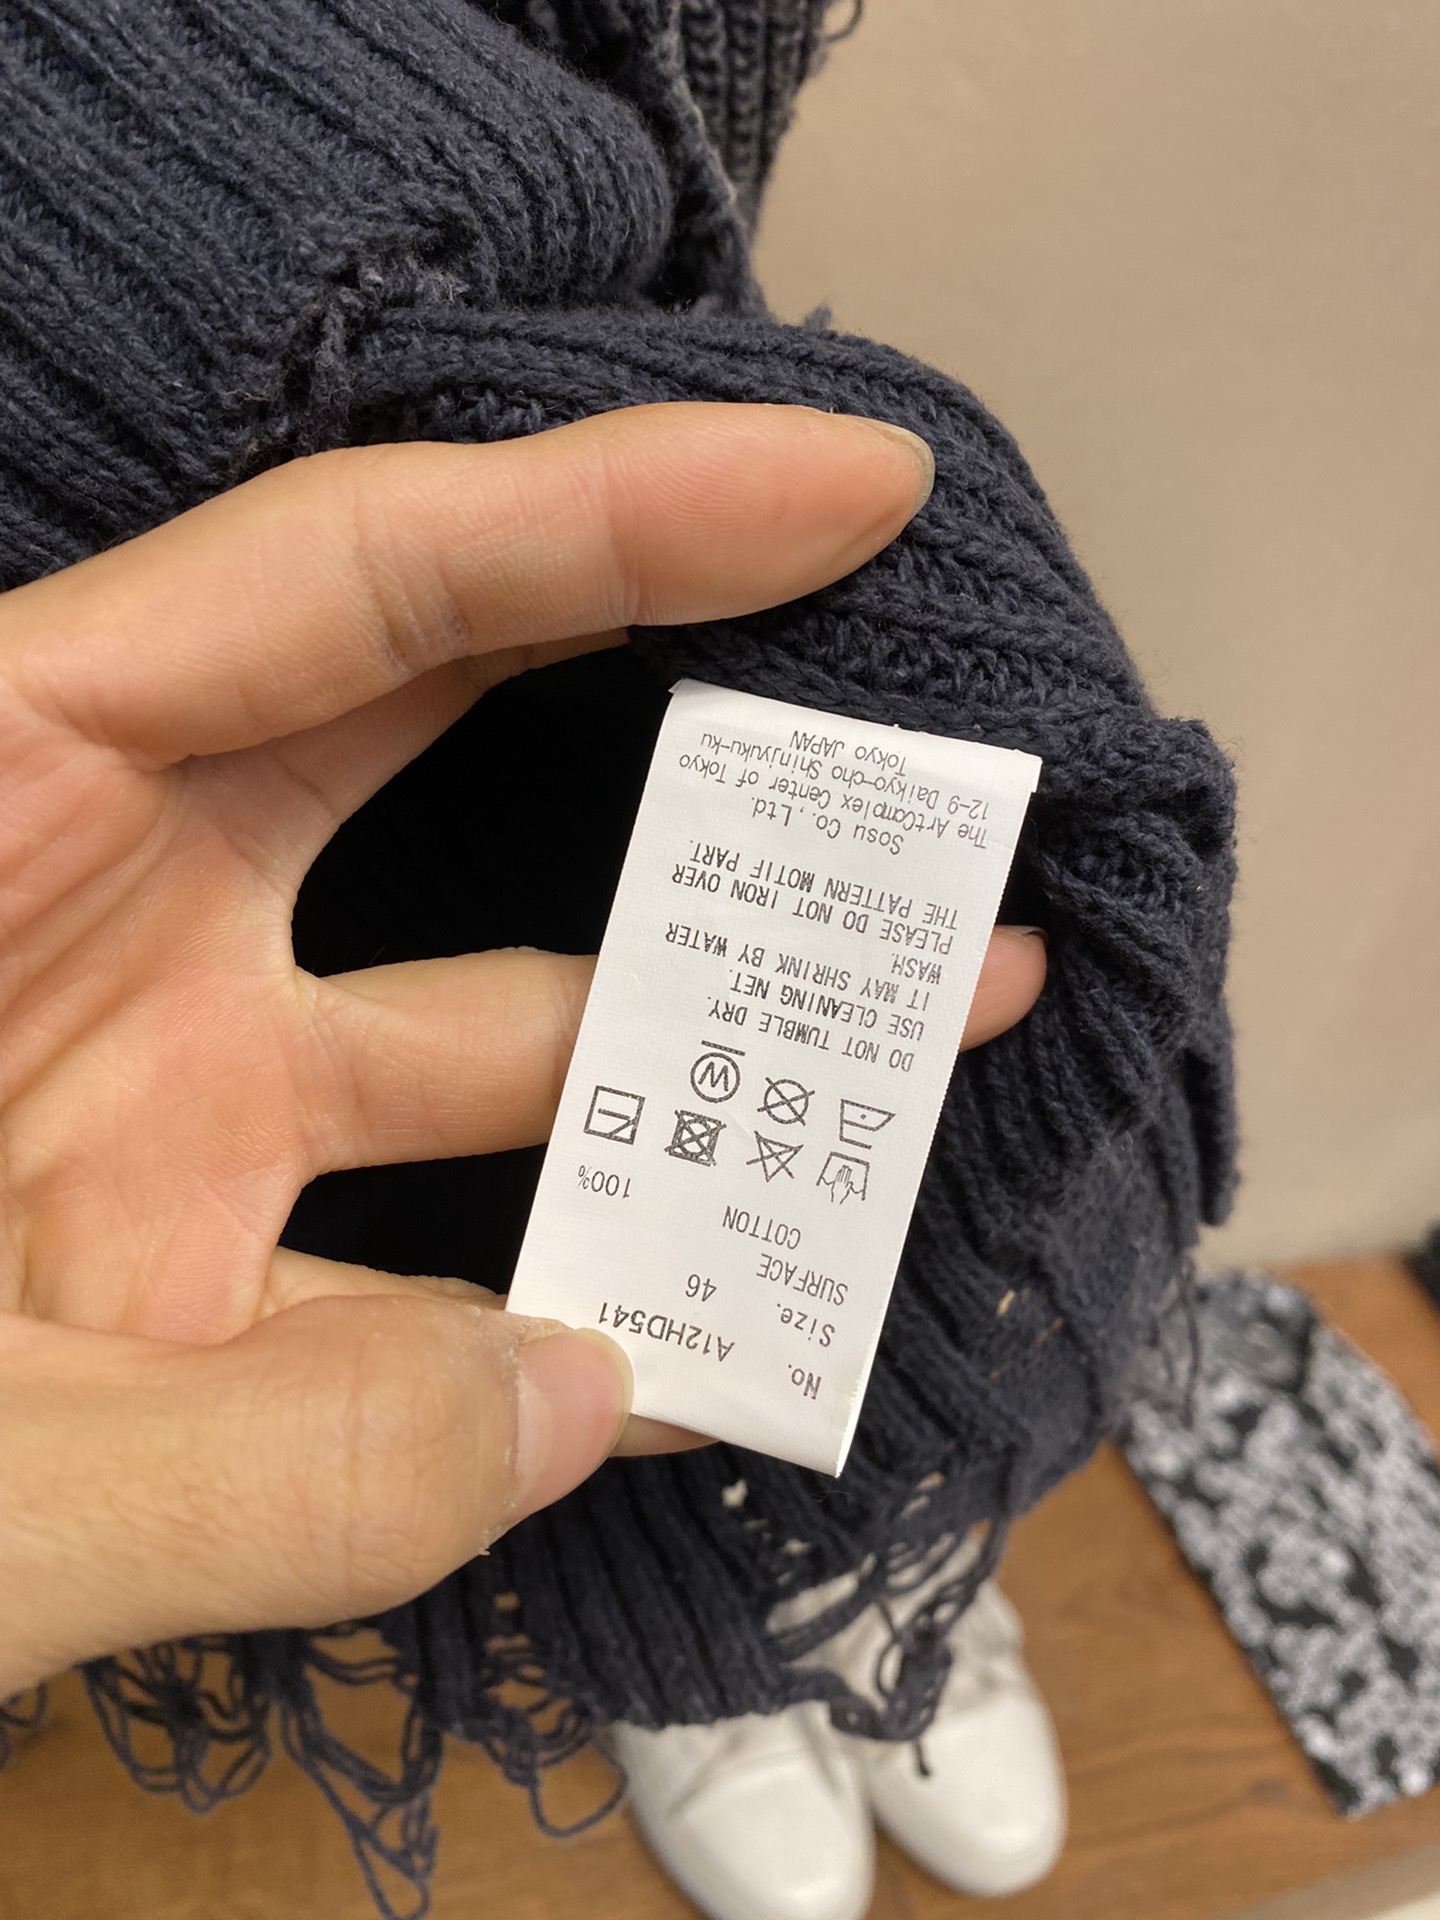 No. A12HD541
Size. 46
SURFACE
COTTON 100%
W
DO NOT TUMBLE DRY.
USE CLEANING NET.
IT MAY SHRINK BY WATER
WASH.
PLEASE DO NOT IRON OVER
THE PATTERN MOTIF PART.
Sosu Co., Ltd.
The ArtComplex Center of Tokyo
12-9 Daikyo-cho Shinjyuku-ku
Tokyo JAPAN